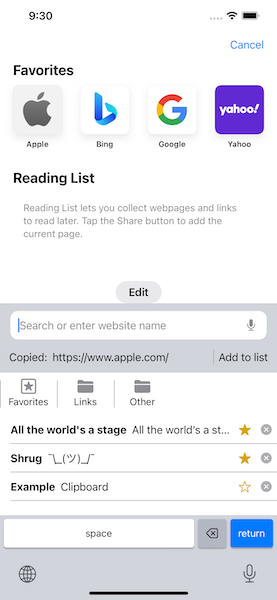 9:30
Cancel
Favorites
yahoo!
Apple Bing Google Yahoo
Reading List
Reading List lets you collect webpages and links
to read later. Tap the Share button to add the
current page.
Edit
Search or enter website name
Copied: https://www.apple.com/ Add to list
Favorites Links Other
All the world's a stage All the world's a st...
Shrug ¯\_(ツ)_/¯
Example Clipboard
space return